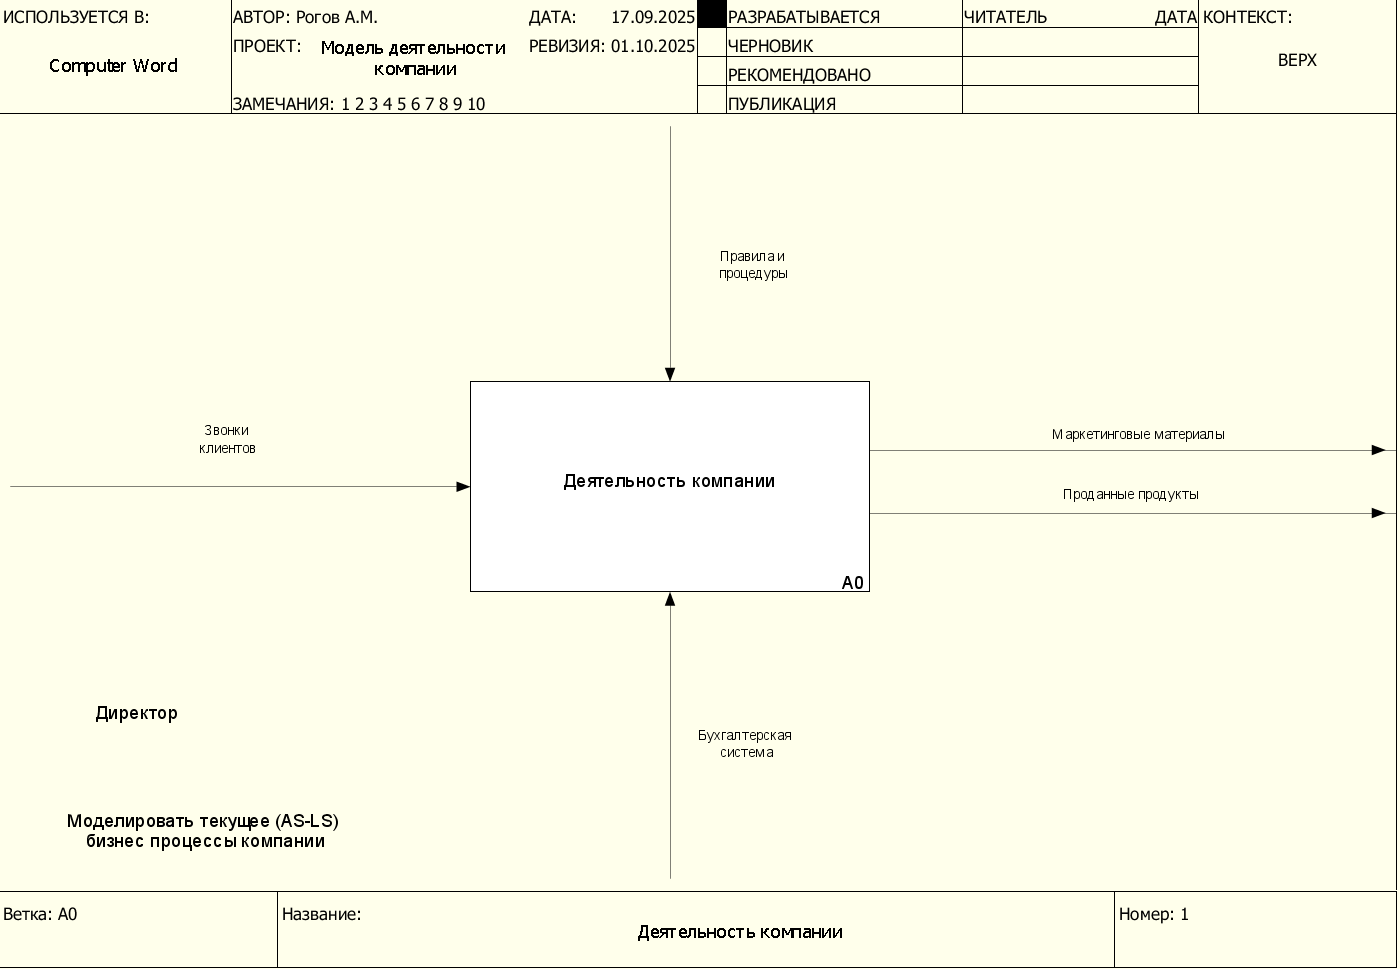 ИСПОЛЬЗУЕТСЯ В:
Computer Word
АВТОР: Рогов А.М.
ДАТА: 17.09.2025
ПРОЕКТ: Модель деятельности
компании
РЕВИЗИЯ: 01.10.2025
ЗАМЕЧАНИЯ: 1 2 3 4 5 6 7 8 9 10
РАЗРАБАТЫВАЕТСЯ
ЧЕРНОВИК
РЕКОМЕНДОВАНО
ПУБЛИКАЦИЯ
ЧИТАТЕЛЬ ДАТА
КОНТЕКСТ:
ВЕРХ
Правила и
процедуры
Звонки
клиентов
Деятельность компании
A0
Маркетинговые материалы
Проданные продукты
Директор
Бухгалтерская
система
Моделировать текущее (AS-LS)
бизнес процессы компании
Ветка: A0
Название:
Деятельность компании
Номер: 1